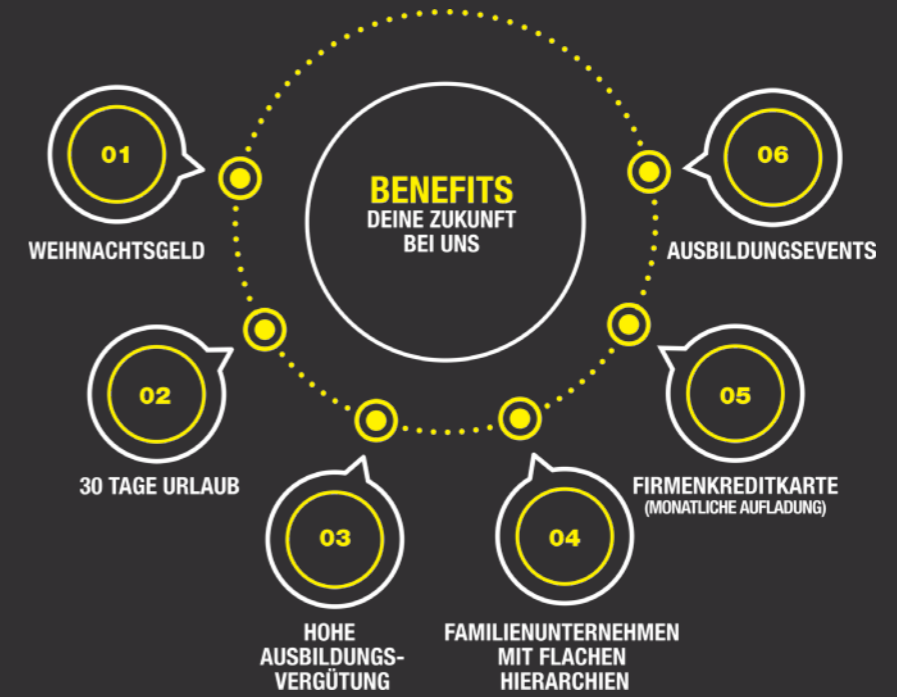 BENEFITS
DEINE ZUKUNFT
BEI UNS
01
WEIHNACHTSGELD
02
30 TAGE URLAUB
03
HOHE
AUSBILDUNGS-
VERGÜTUNG
04
FAMILIENUNTERNEHMEN
MIT FLACHEN
HIERARCHIEN
05
FIRMENKREDITKARTE
(MONATLICHE AUFLADUNG)
06
AUSBILDUNGSEVENTS